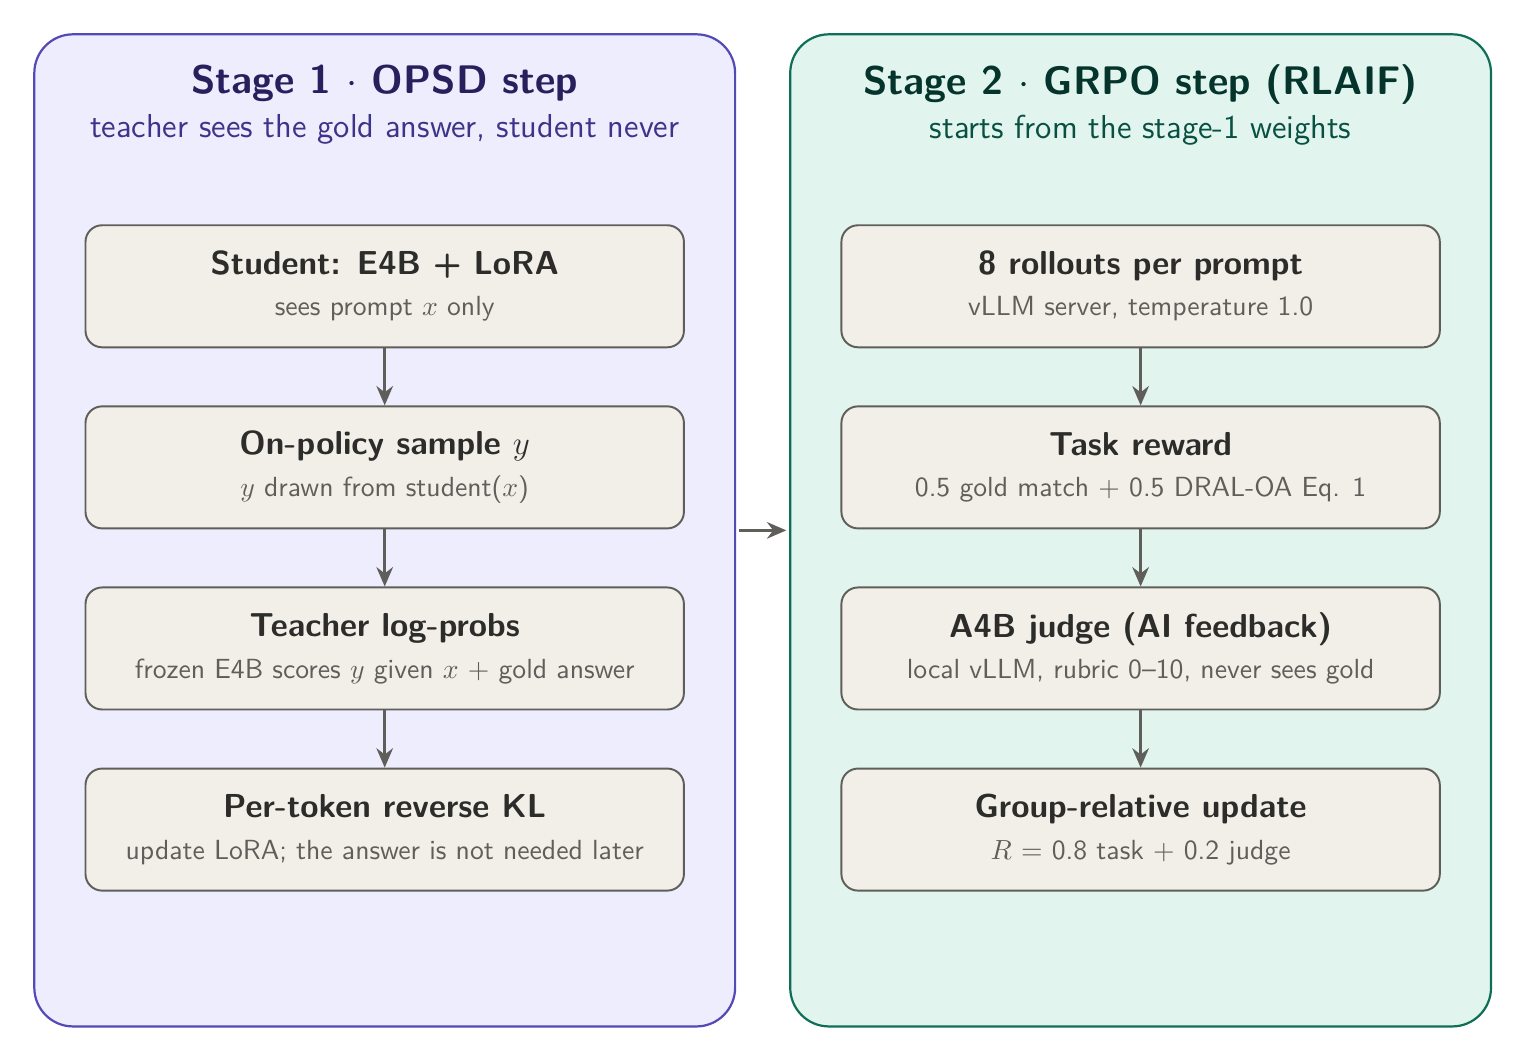 Stage 1 · OPSD step
teacher sees the gold answer, student never
Student: E4B + LoRA
sees prompt x only
On-policy sample y
y drawn from student(x)
Teacher log-probs
frozen E4B scores y given x + gold answer
Per-token reverse KL
update LoRA; the answer is not needed later
Stage 2 · GRPO step (RLAIF)
starts from the stage-1 weights
8 rollouts per prompt
vLLM server, temperature 1.0
Task reward
0.5 gold match + 0.5 DRAL-OA Eq. 1
A4B judge (AI feedback)
local vLLM, rubric 0–10, never sees gold
Group-relative update
R = 0.8 task + 0.2 judge